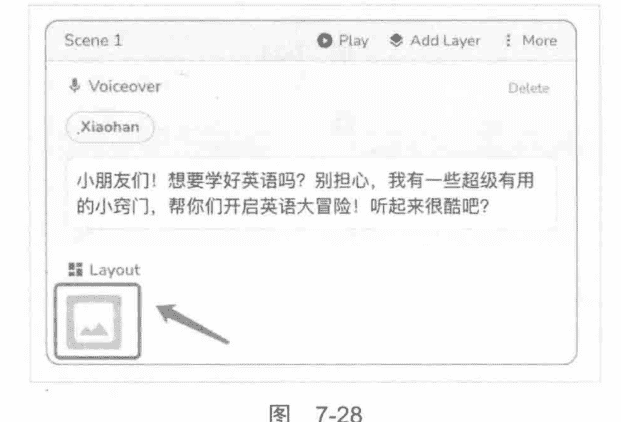 Scene 1 Play Add Layer More
Voiceover Delete
Xiaohan
小朋友们！想要学好英语吗？别担心，我有一些超级有用
的小窍门，帮你们开启英语大冒险！听起来很酷吧？
Layout
图 7-28